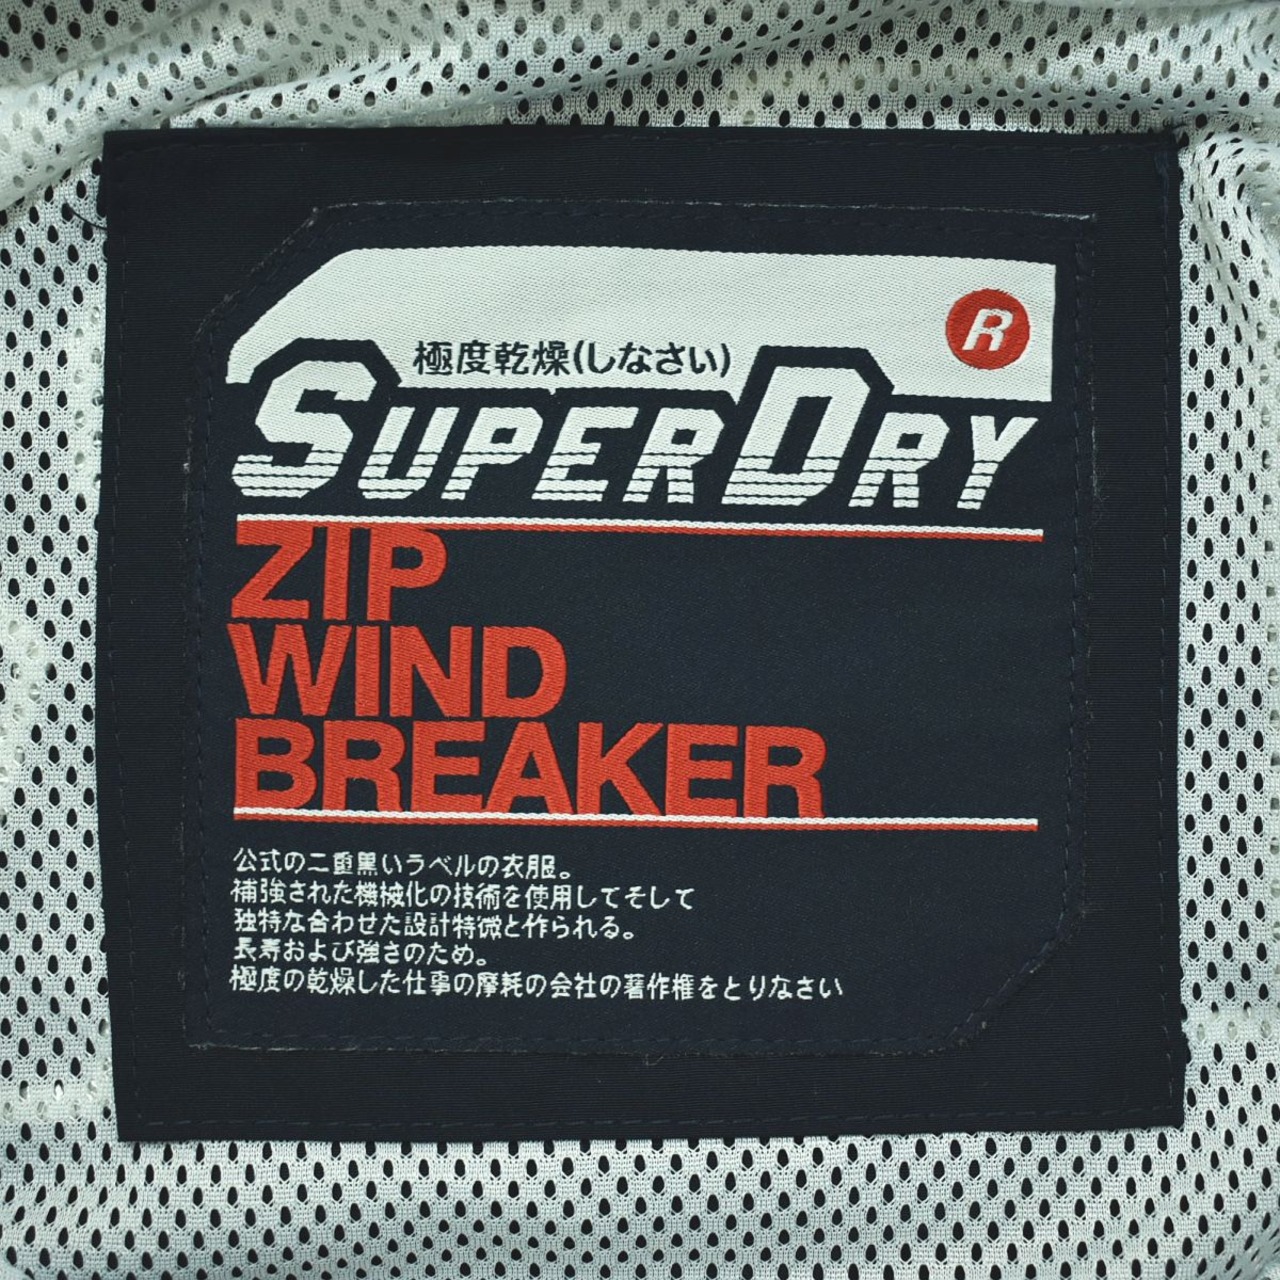 極度乾燥(しなさい)
R
SUPERDRY
ZIP
WIND
BREAKER
公式の二重黒いラベルの衣服。
補強された機械化の技術を使用してそして
独特な合わせた設計特徴と作られる。
長寿および強さのため。
極度の乾燥した仕事の摩耗の会社の著作権をとりなさい